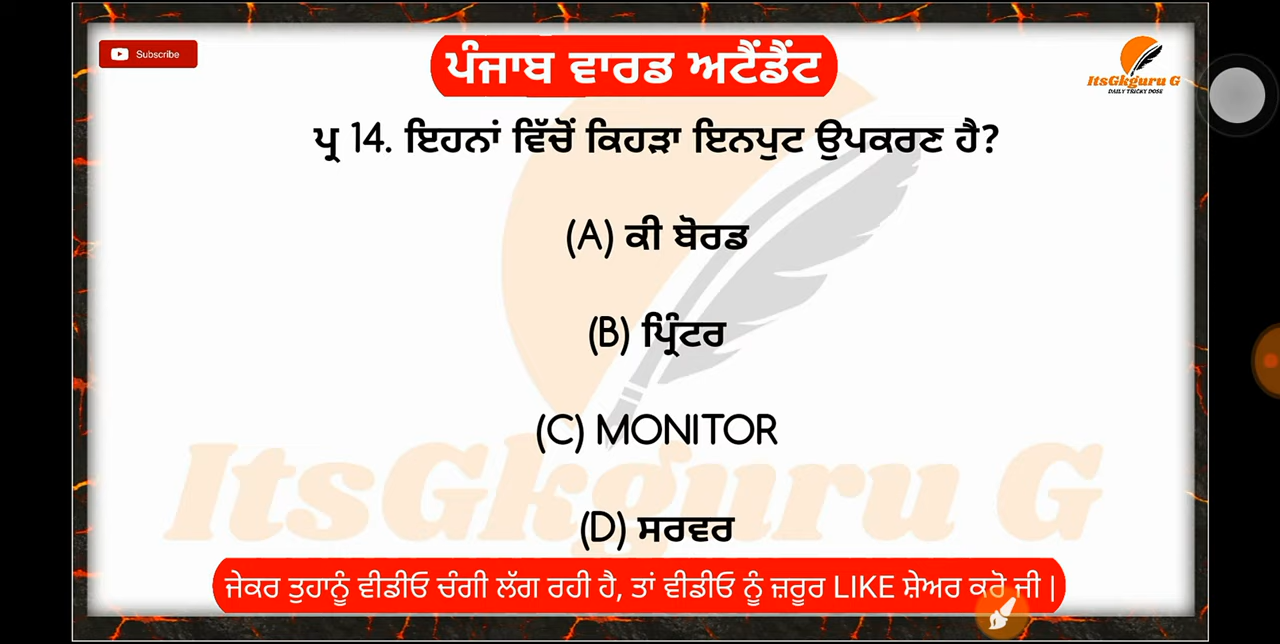 Subscribe
ਪੰਜਾਬ ਵਾਰਡ ਅਟੈਂਡੈਂਟ
ItsGkguru G
DAILY TRICKY DOSE
ਪ੍ਰ 14. ਇਹਨਾਂ ਵਿੱਚੋਂ ਕਿਹੜਾ ਇਨਪੁਟ ਉਪਕਰਣ ਹੈ?
(A) ਕੀ ਬੋਰਡ
(B) ਪ੍ਰਿੰਟਰ
(C) MONITOR
ItsGkguru G
(D) ਸਰਵਰ
ਜੇਕਰ ਤੁਹਾਨੂੰ ਵੀਡੀਓ ਚੰਗੀ ਲੱਗ ਰਹੀ ਹੈ, ਤਾਂ ਵੀਡੀਓ ਨੂੰ ਜ਼ਰੂਰ LIKE ਸ਼ੇਅਰ ਕਰੋ ਜੀ |